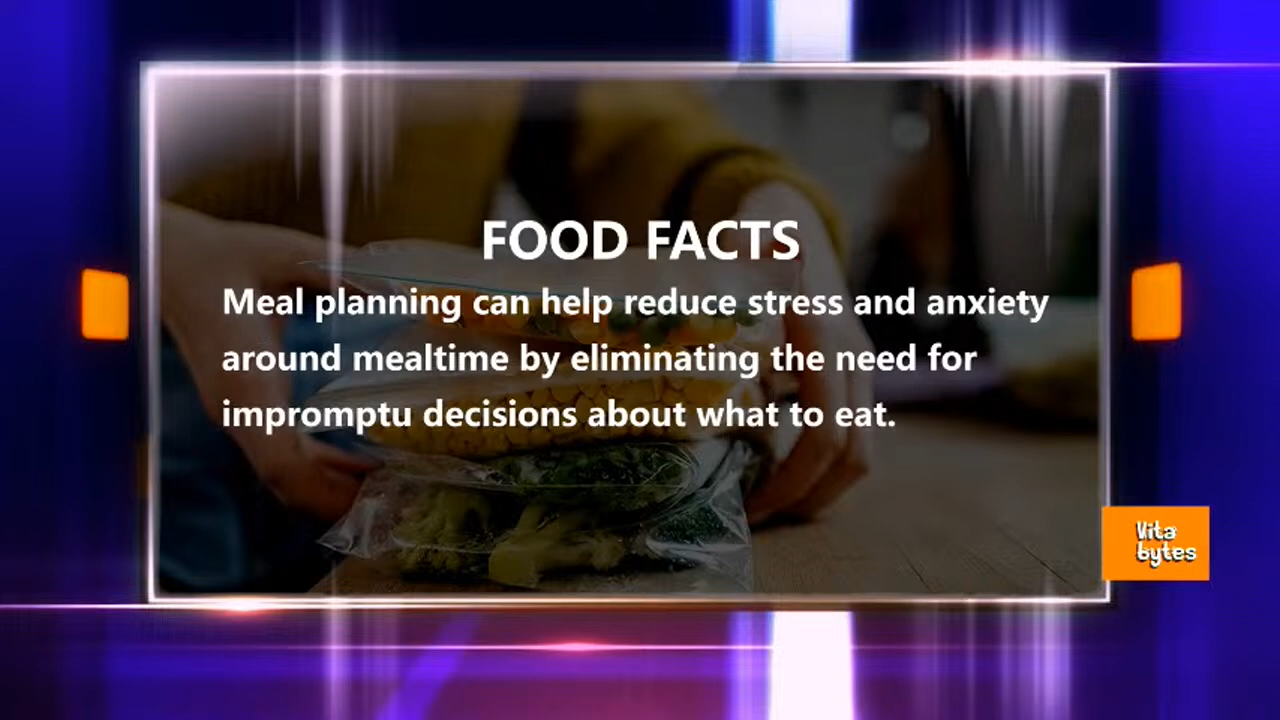 FOOD FACTS
Meal planning can help reduce stress and anxiety
around mealtime by eliminating the need for
impromptu decisions about what to eat.
Vita
bytes